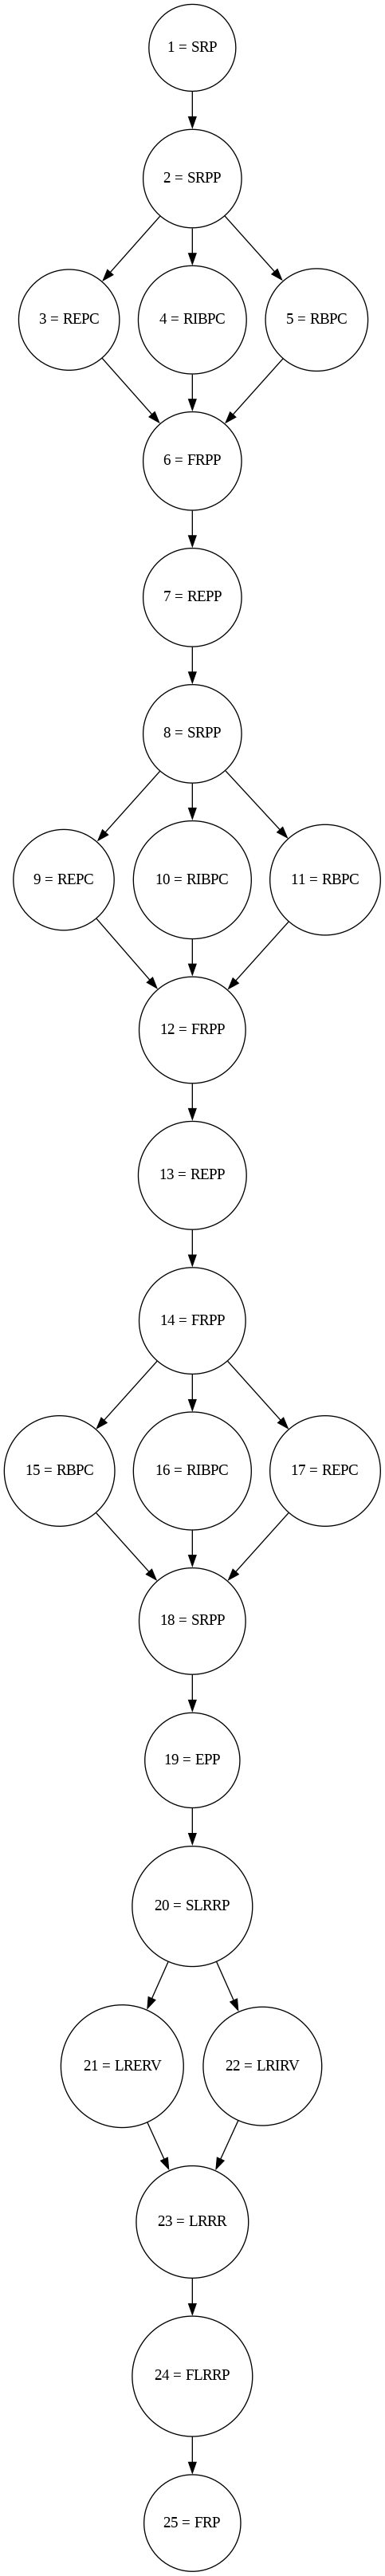 1 = SRP
2 = SRPP
3 = REPC
4 = RIBPC
5 = RBPC
6 = FRPP
7 = REPP
8 = SRPP
9 = REPC
10 = RIBPC
11 = RBPC
12 = FRPP
13 = REPP
14 = FRPP
15 = RBPC
16 = RIBPC
17 = REPC
18 = SRPP
19 = EPP
20 = SLRRP
21 = LRERV
22 = LRIRV
23 = LRRR
24 = FLRRP
25 = FRP